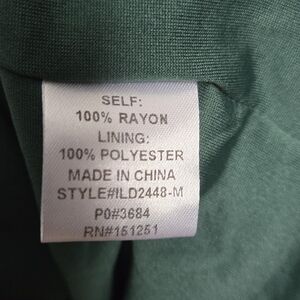 SELF:
100% RAYON
LINING:
100% POLYESTER
MADE IN CHINA
STYLE#ILD2448-M
P0#3684
RN#151251